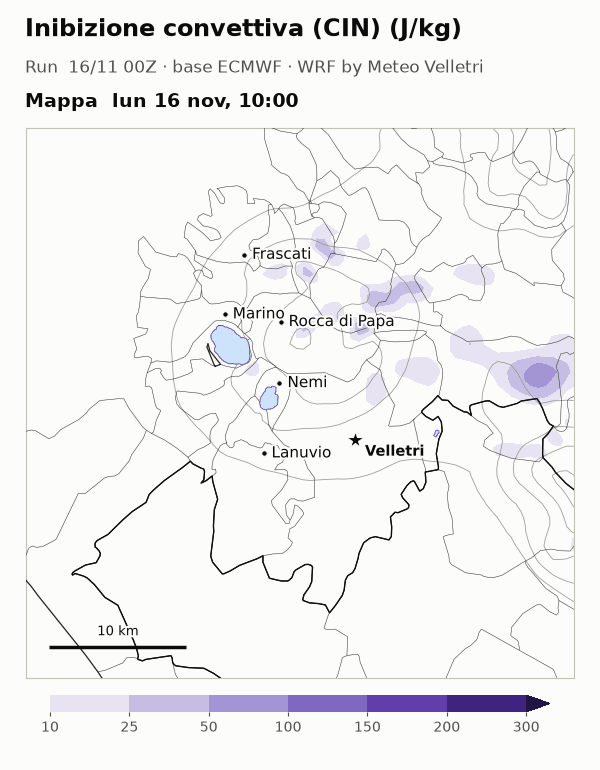 Inibizione convettiva (CIN) (J/kg)
Run  16/11 00Z · base ECMWF · WRF by Meteo Velletri
Mappa  lun 16 nov, 10:00
Frascati
Marino
Rocca di Papa
Nemi
Velletri
Lanuvio
10 km
10 25 50 100 150 200 300